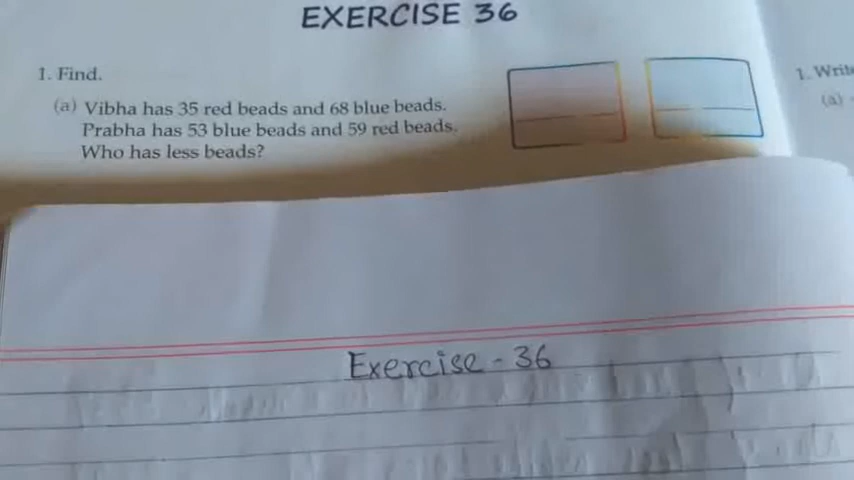 EXERCISE 36
1. Find.
(a) Vibha has 35 red beads and 68 blue beads.
Prabha has 53 blue beads and 59 red beads.
Who has less beads?
1. Write
(a)
Exercise - 36